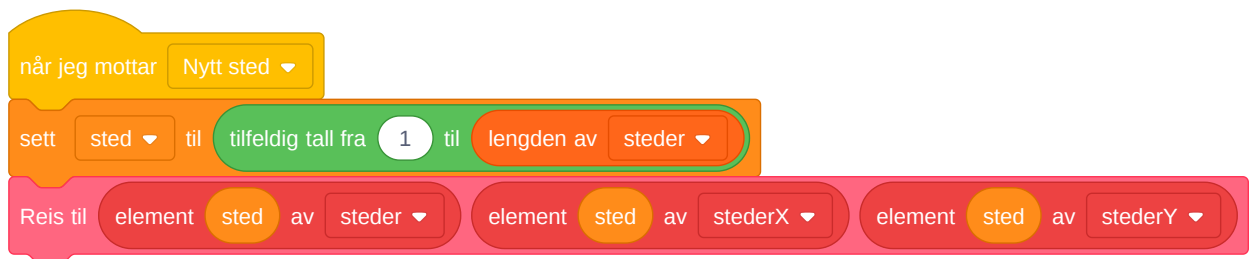 når jeg mottar Nytt sted
sett sted til tilfeldig tall fra 1 til lengden av steder
Reis til element sted av steder element sted av stederX element sted av stederY